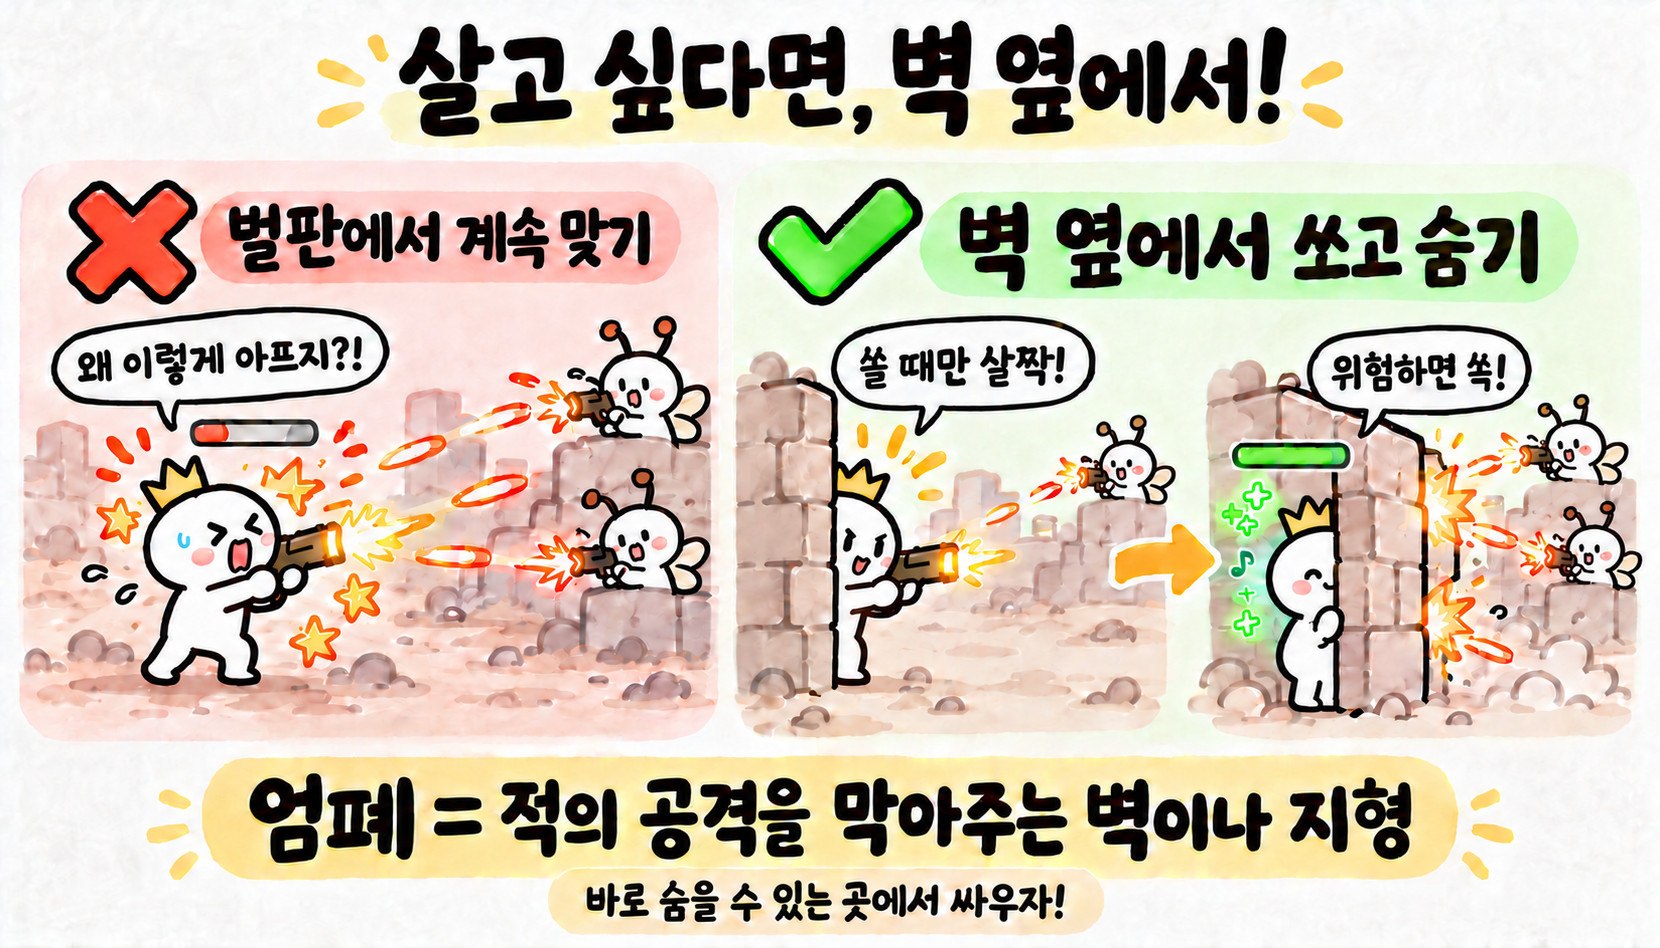 살고 싶다면, 벽 옆에서!
벌판에서 계속 맞기
벽 옆에서 쏘고 숨기
왜 이렇게 아프지?!
쏠 때만 살짝!
위험하면 쏙!
엄폐 = 적의 공격을 막아주는 벽이나 지형
바로 숨을 수 있는 곳에서 싸우자!